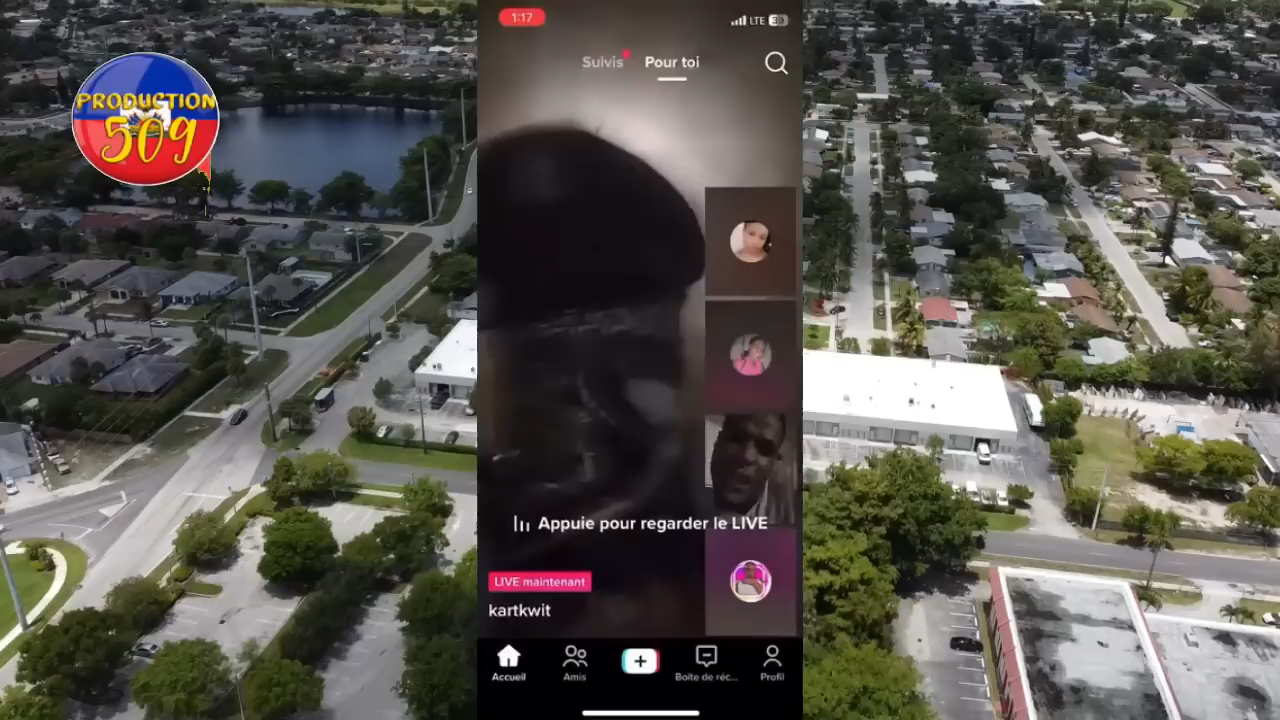 PRODUCTION
509
1:17
LTE
Suivis
Pour toi
Appuie pour regarder le LIVE
LIVE maintenant
kartkwit
Accueil
Amis
Boîte de réc...
Profil